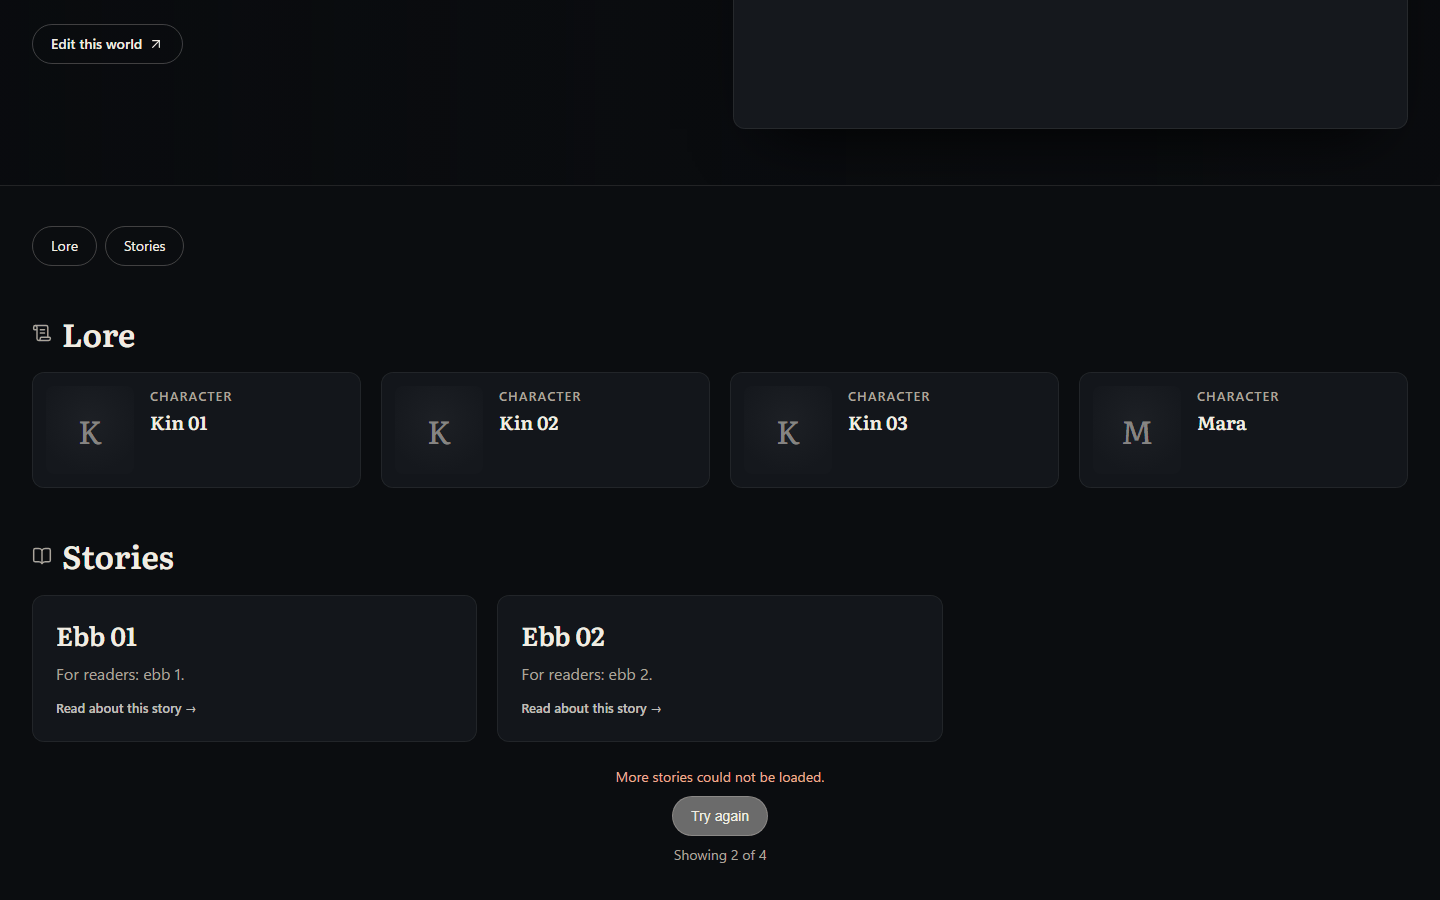 Edit this world
Lore
Stories
Lore
K
CHARACTER
Kin 01
K
CHARACTER
Kin 02
K
CHARACTER
Kin 03
M
CHARACTER
Mara
Stories
Ebb 01
For readers: ebb 1.
Read about this story →
Ebb 02
For readers: ebb 2.
Read about this story →
More stories could not be loaded.
Try again
Showing 2 of 4